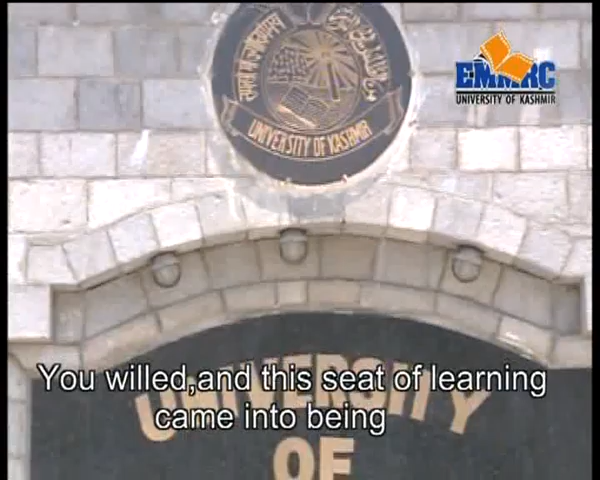 UNIVERSITY OF KASHMIR
EMMRC
UNIVERSITY OF KASHMIR
UNIVERSITY
OF
You willed,and this seat of learning
came into being